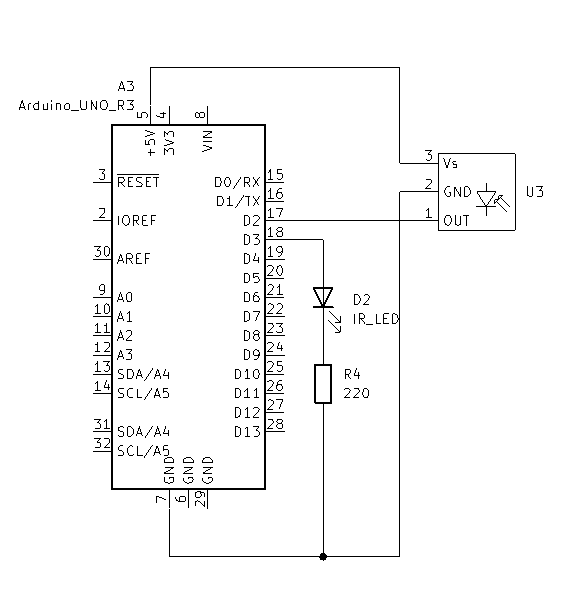 A3
Arduino_UNO_R3
5 4 8
+5V 3V3 VIN
3 Vs
2 GND
1 OUT
U3
3 RESET
2 IOREF
30 AREF
9 A0
10 A1
11 A2
12 A3
13 SDA/A4
14 SCL/A5
31 SDA/A4
32 SCL/A5
D0/RX 15
D1/TX 16
D2 17
D3 18
D4 19
D5 20
D6 21
D7 22
D8 23
D9 24
D10 25
D11 26
D12 27
D13 28
GND GND GND
7 6 29
D2
IR_LED
R4
220